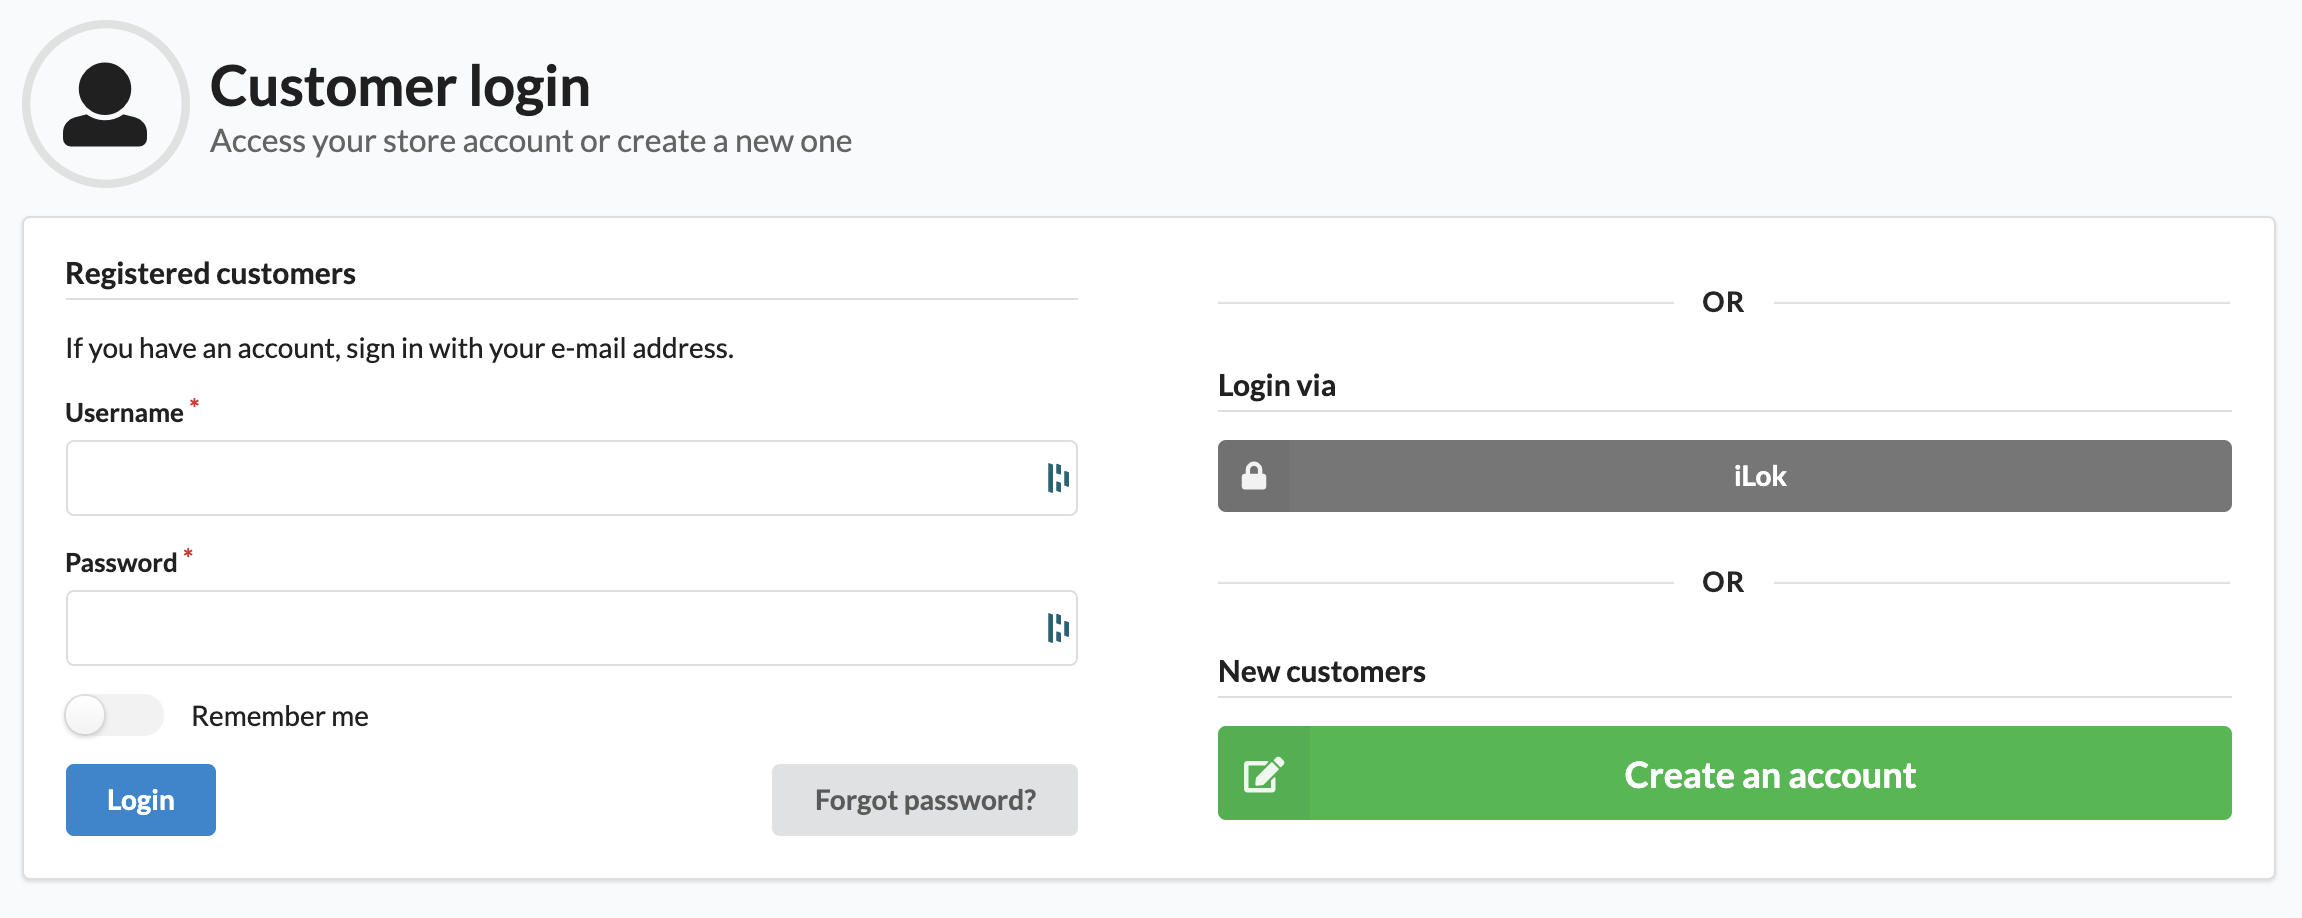 Customer login
Access your store account or create a new one
Registered customers
If you have an account, sign in with your e-mail address.
Username *
Password *
Remember me
Login
Forgot password?
OR
Login via
iLok
OR
New customers
Create an account